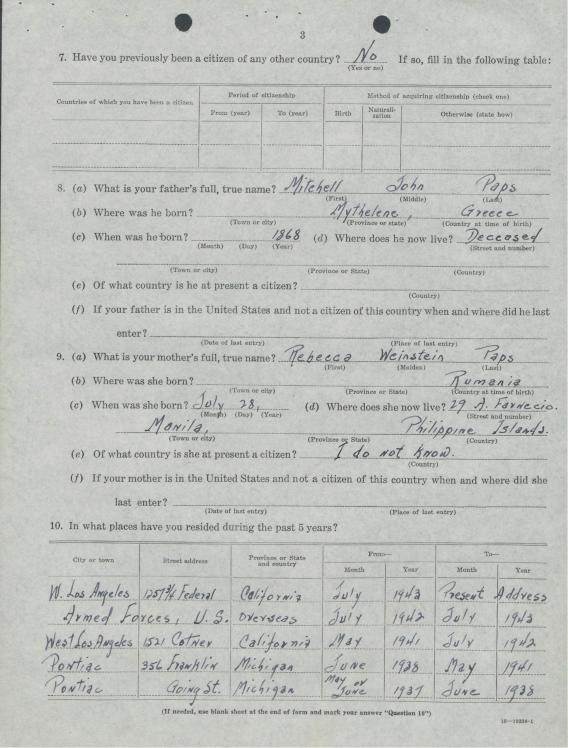 3
7. Have you previously been a citizen of any other country? No If so, fill in the following table:
(Yes or no)
Countries of which you have been a citizen Period of citizenship Method of acquiring citizenship (check one)
From (year) To (year) Birth Naturali-zation Otherwise (state how)
8. (a) What is your father's full, true name? Mitchell John Paps
(First) (Middle) (Last)
(b) Where was he born? Mythelene, Greece
(Town or city) (Province or state) (Country at time of birth)
(c) When was he born? 1868 (d) Where does he now live? Deceased
(Month) (Day) (Year) (Street and number)
(Town or city) (Province or State) (Country)
(e) Of what country is he at present a citizen?
(Country)
(f) If your father is in the United States and not a citizen of this country when and where did he last
enter?
(Date of last entry) (Place of last entry)
9. (a) What is your mother's full, true name? Rebecca Weinstein Paps
(First) (Maiden) (Last)
(b) Where was she born? Rumania
(Town or city) (Province or State) (Country at time of birth)
(c) When was she born? July 28, (d) Where does she now live? 29 A.
(Month) (Day) (Year) (Street and number)
Manila, Philippine Islands.
(Town or city) (Province or State) (Country)
(e) Of what country is she at present a citizen? I do not know.
(Country)
(f) If your mother is in the United States and not a citizen of this country when and where did she
last enter?
(Date of last entry) (Place of last entry)
10. In what places have you resided during the past 5 years?
City or town Street address Province or State and country From— To—
Month Year Month Year
W. Los Angeles Federal California July 1943 Present Address
Armed Forces, U. S. Overseas July 1942 July 1943
West Los Angeles 1521 Cotner California May 1941 July 1942
Pontiac 356 Franklin Michigan June 1938 May 1941
Pontiac Going St. Michigan May or June 1937 June 1938
(If needed, use blank sheet at the end of form and mark your answer "Question 10")